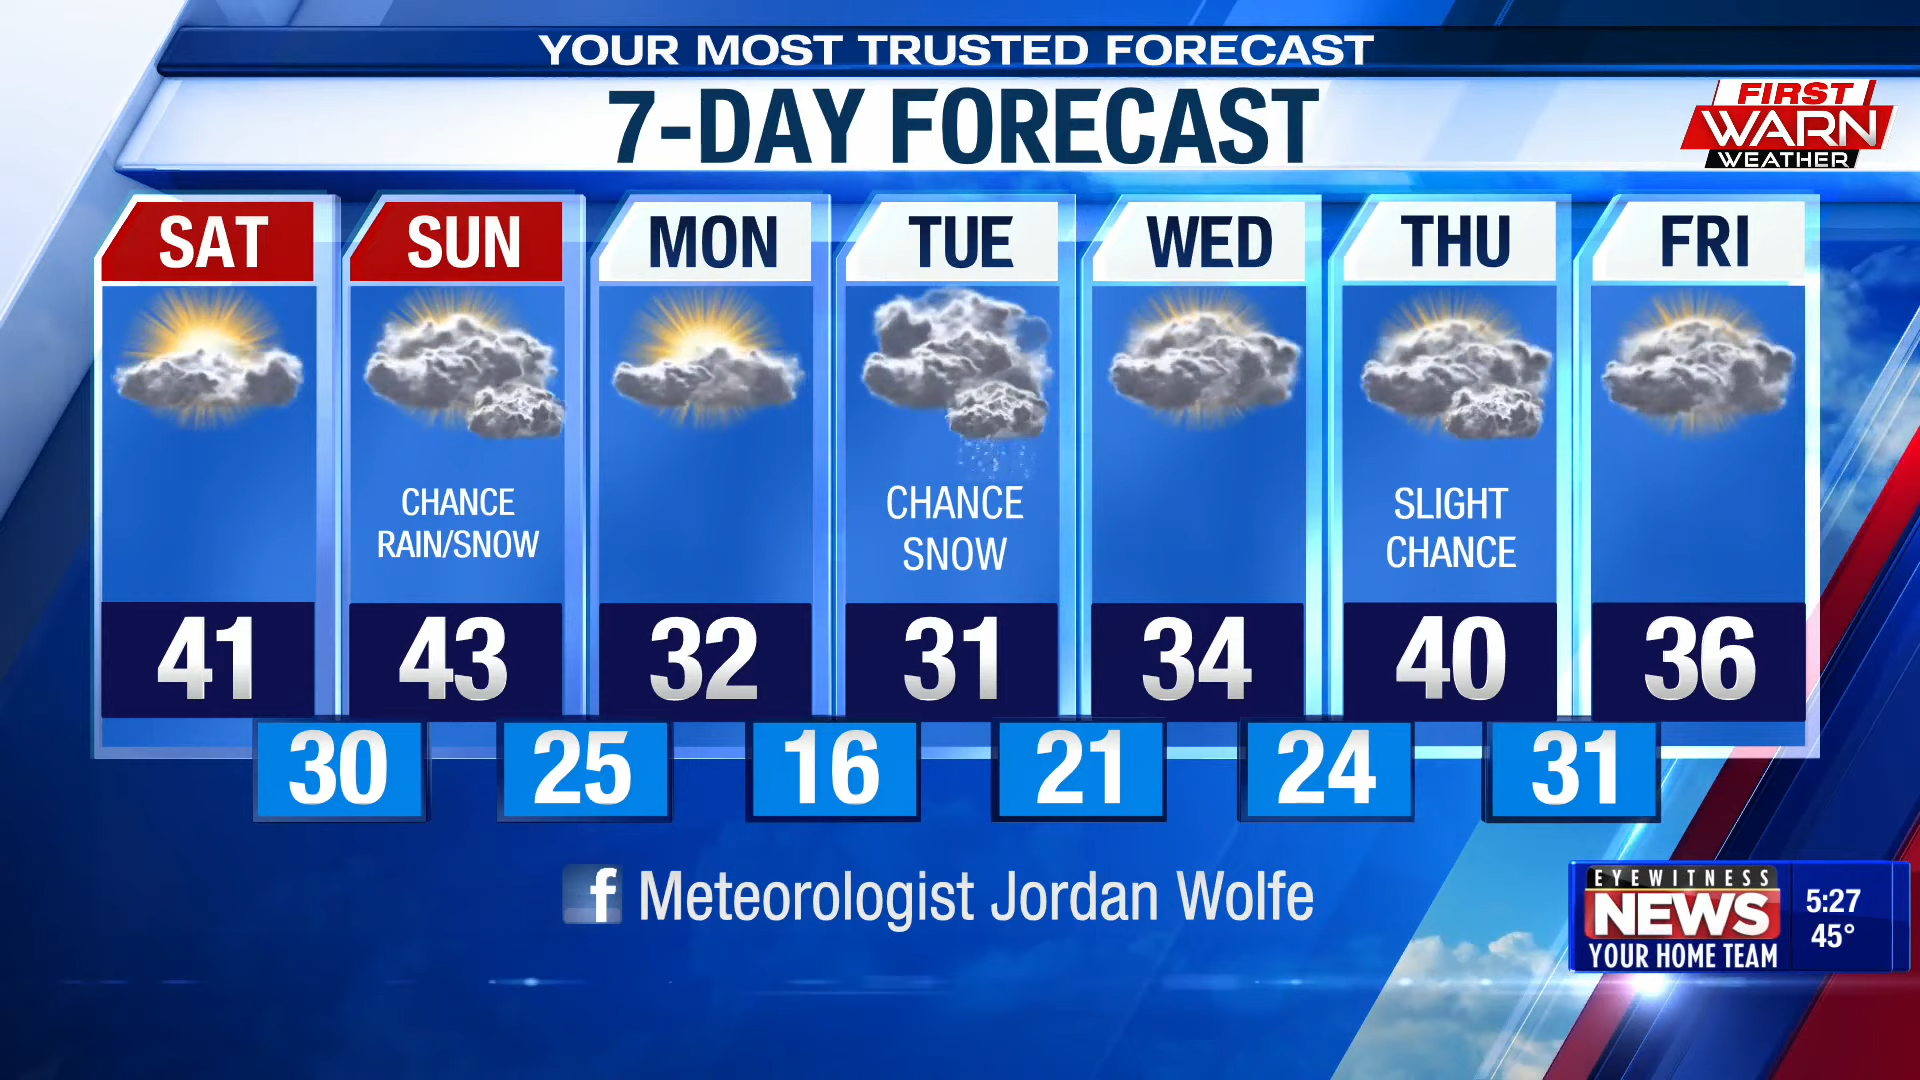 YOUR MOST TRUSTED FORECAST
7-DAY FORECAST
FIRST
WARN
WEATHER
SAT
SUN
MON
TUE
WED
THU
FRI
CHANCE
RAIN/SNOW
CHANCE
SNOW
SLIGHT
CHANCE
41
43
32
31
34
40
36
30
25
16
21
24
31
f Meteorologist Jordan Wolfe
EYEWITNESS
NEWS
YOUR HOME TEAM
5:27
45°